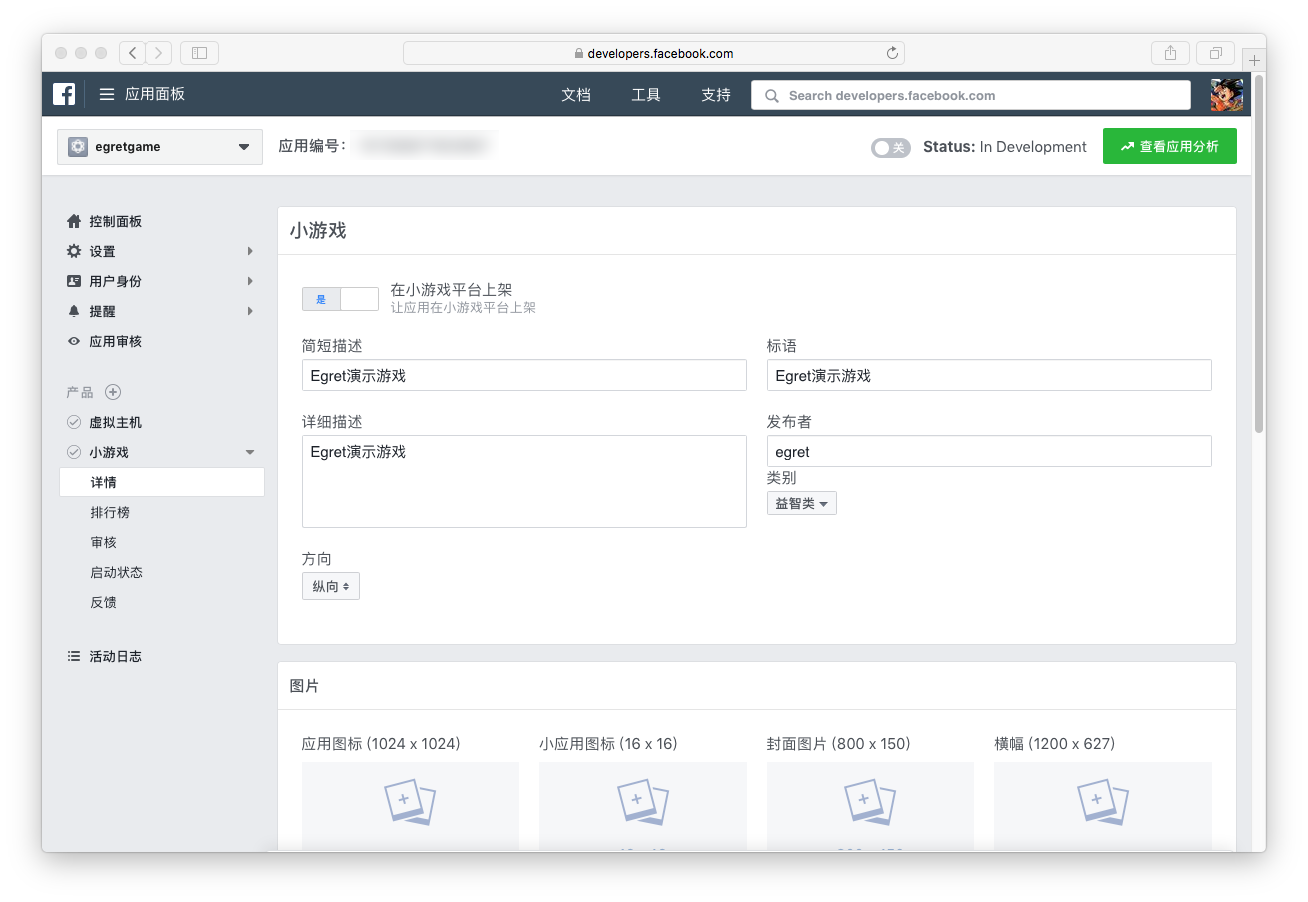 developers.facebook.com
应用面板
文档
工具
支持
Search developers.facebook.com
egretgame
应用编号：
关
Status: In Development
查看应用分析
控制面板
设置
用户身份
提醒
应用审核
产品
虚拟主机
小游戏
详情
排行榜
审核
启动状态
反馈
活动日志
小游戏
是
在小游戏平台上架
让应用在小游戏平台上架
简短描述
Egret演示游戏
标语
Egret演示游戏
详细描述
Egret演示游戏
发布者
egret
类别
益智类
方向
纵向
图片
应用图标 (1024 x 1024)
小应用图标 (16 x 16)
封面图片 (800 x 150)
横幅 (1200 x 627)